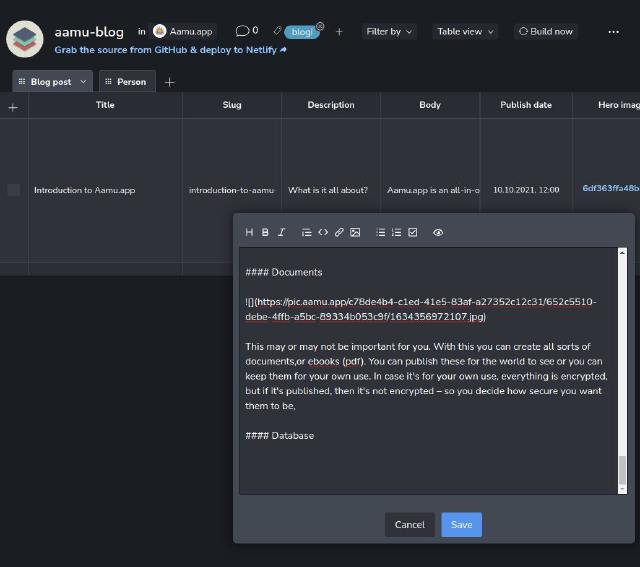 aamu-blog in Aamu.app 0 blogi + Filter by Table view Build now ...
Grab the source from GitHub & deploy to Netlify
Blog post Person +
+ Title Slug Description Body Publish date Hero imag
Introduction to Aamu.app introduction-to-aamu- What is it all about? Aamu.app is an all-in-o 10.10.2021, 12:00 6df363ffa48b
H B I
#### Documents
![](https://pic.aamu.app/c78de4b4-c1ed-41e5-83af-a27352c12c31/652c5510-
debe-4ffb-a5bc-89334b053c9f/1634356972107.jpg)
This may or may not be important for you. With this you can create all sorts of
documents,or ebooks (pdf). You can publish these for the world to see or you can
keep them for your own use. In case it's for your own use, everything is encrypted,
but if it's published, then it's not encrypted – so you decide how secure you want
them to be,
#### Database
Cancel Save